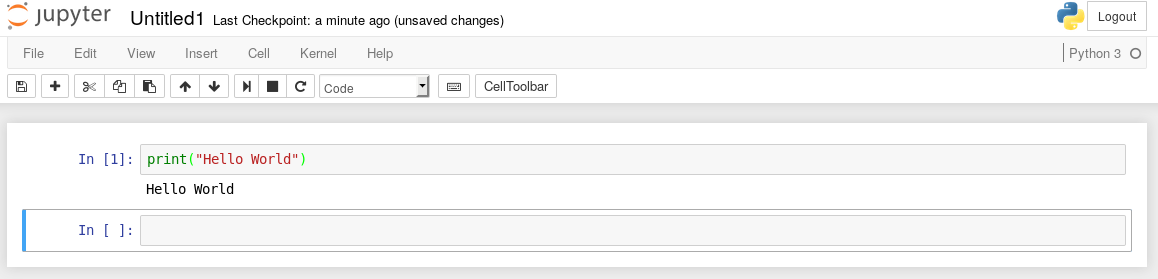 jupyter Untitled1 Last Checkpoint: a minute ago (unsaved changes) Logout
File Edit View Insert Cell Kernel Help Python 3
Code CellToolbar
In [1]: print("Hello World")
Hello World
In [ ]: